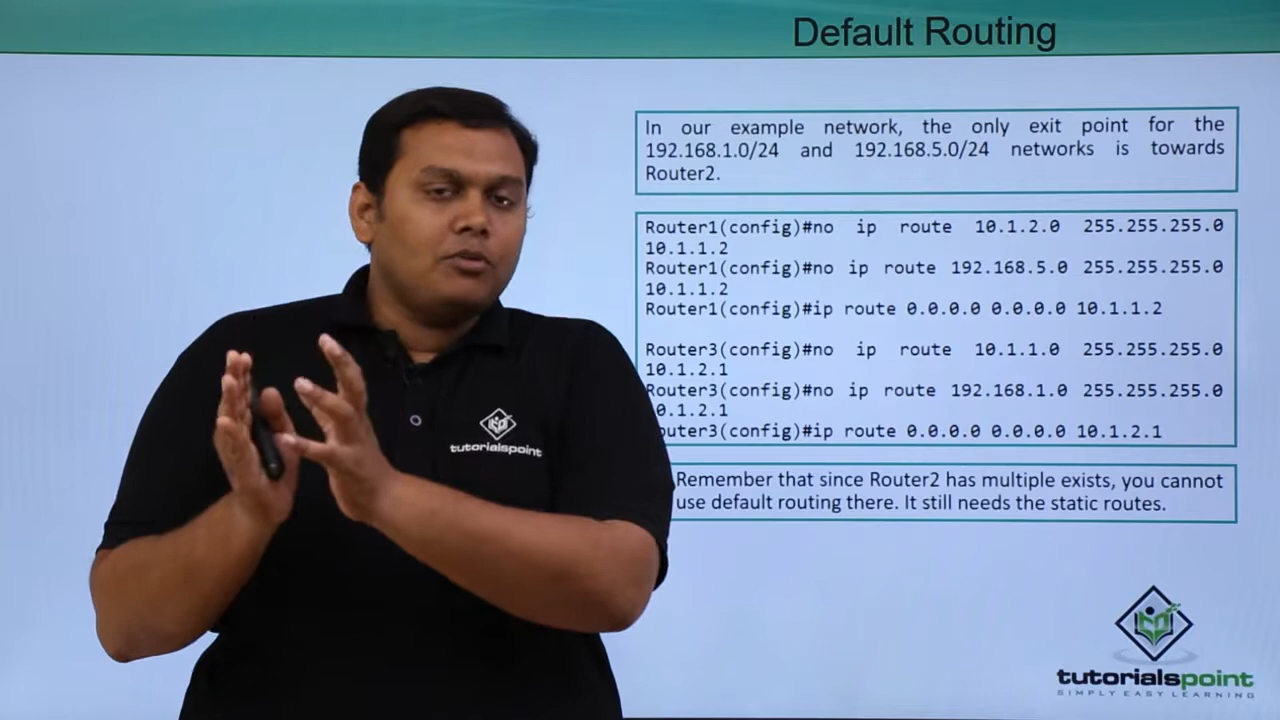 Default Routing
In our example network, the only exit point for the
192.168.1.0/24 and 192.168.5.0/24 networks is towards
Router2.
Router1(config)#no ip route 10.1.2.0 255.255.255.0
10.1.1.2
Router1(config)#no ip route 192.168.5.0 255.255.255.0
10.1.1.2
Router1(config)#ip route 0.0.0.0 0.0.0.0 10.1.1.2
Router3(config)#no ip route 10.1.1.0 255.255.255.0
10.1.2.1
Router3(config)#no ip route 192.168.1.0 255.255.255.0
0.1.2.1
outer3(config)#ip route 0.0.0.0 0.0.0.0 10.1.2.1
Remember that since Router2 has multiple exists, you cannot
use default routing there. It still needs the static routes.
tutorialspoint
tutorialspoint
SIMPLY EASY LEARNING